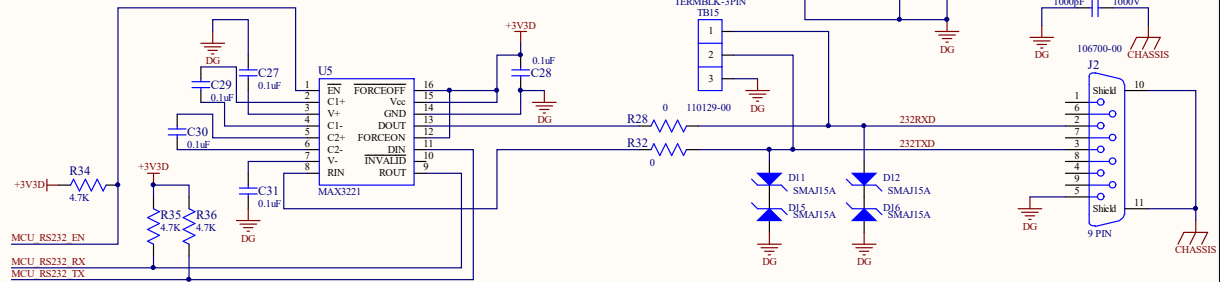 TERMBLK-3PIN
TB15
1
2
3
DG
DG
1000pF
1000V
DG
CHASSIS
+3V3D
0.1uF
C28
DG
DG
C27
0.1uF
C29
0.1uF
C30
0.1uF
C31
0.1uF
DG
U5
1 EN FORCEOFF 16
2 C1+ Vcc 15
3 V+ GND 14
4 C1- DOUT 13
5 C2+ FORCEON 12
6 C2- DIN 11
7 V- INVALID 10
8 RIN ROUT 9
MAX3221
R34
+3V3D
4.7K
+3V3D
R35
4.7K
R36
4.7K
MCU_RS232_EN
MCU_RS232_RX
MCU_RS232_TX
0 110129-00
R28
R32
0
232RXD
232TXD
D11
SMAJ15A
D12
SMAJ15A
D15
SMAJ15A
D16
SMAJ15A
DG
DG
106700-00
J2
Shield
10
1
6
2
7
3
8
4
9
5
Shield
11
9 PIN
DG
CHASSIS